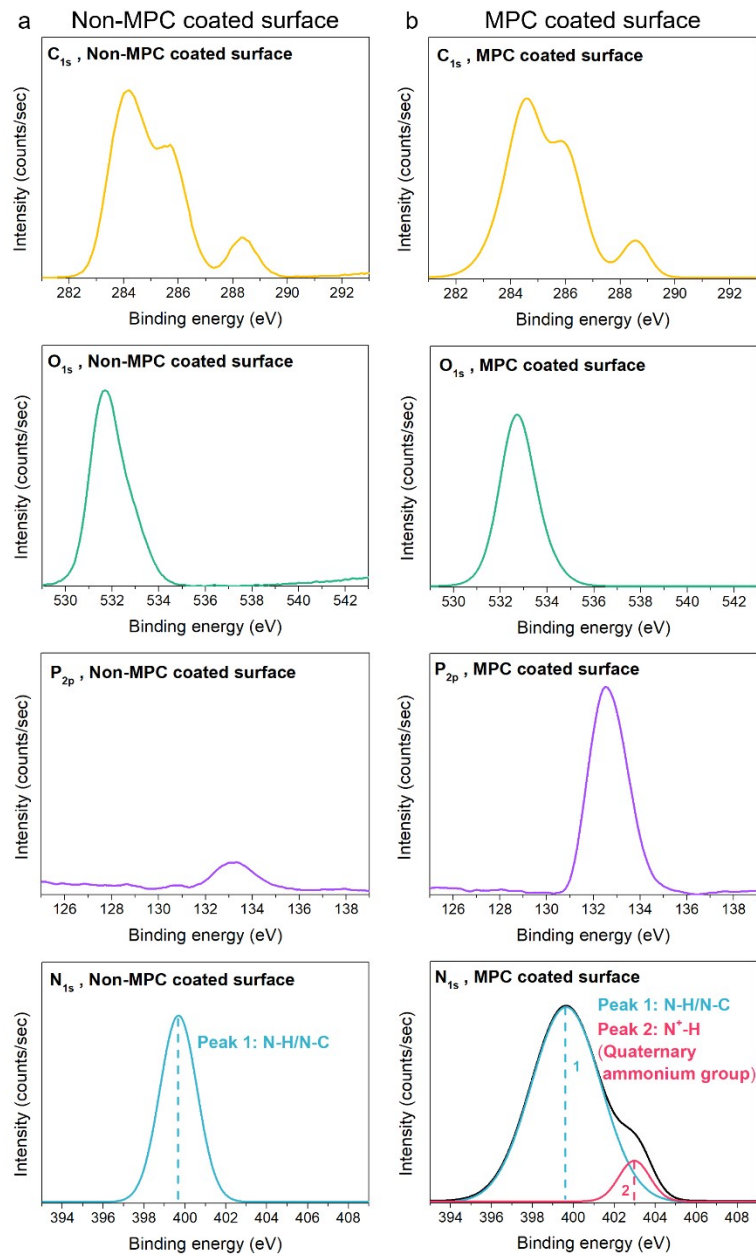 a Non-MPC coated surface
b MPC coated surface
C1s , Non-MPC coated surface
Intensity (counts/sec)
282 284 286 288 290 292
Binding energy (eV)
C1s , MPC coated surface
Intensity (counts/sec)
282 284 286 288 290 292
Binding energy (eV)
O1s , Non-MPC coated surface
Intensity (counts/sec)
530 532 534 536 538 540 542
Binding energy (eV)
O1s , MPC coated surface
Intensity (counts/sec)
530 532 534 536 538 540 542
Binding energy (eV)
P2p , Non-MPC coated surface
Intensity (counts/sec)
126 128 130 132 134 136 138
Binding energy (eV)
P2p , MPC coated surface
Intensity (counts/sec)
126 128 130 132 134 136 138
Binding energy (eV)
N1s , Non-MPC coated surface
Peak 1: N-H/N-C
Intensity (counts/sec)
394 396 398 400 402 404 406 408
Binding energy (eV)
N1s , MPC coated surface
Peak 1: N-H/N-C
Peak 2: N+-H
(Quaternary
ammonium group)
1
2
Intensity (counts/sec)
394 396 398 400 402 404 406 408
Binding energy (eV)